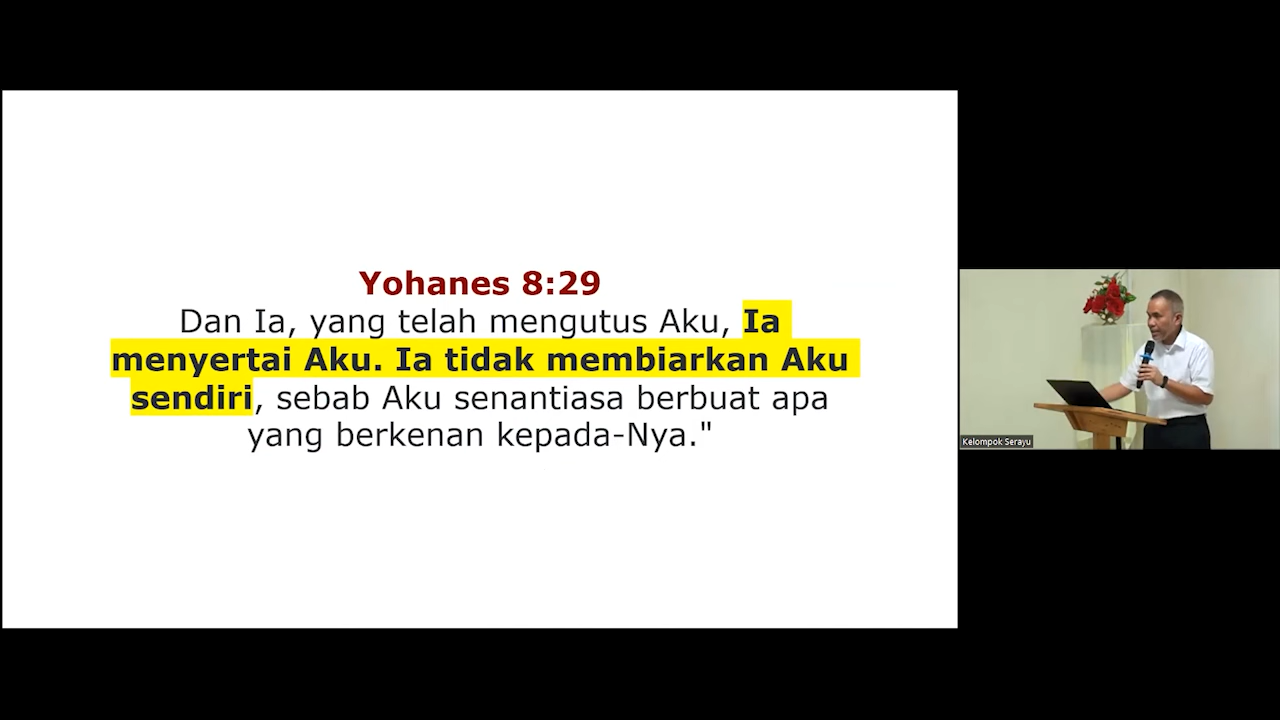 Yohanes 8:29
Dan Ia, yang telah mengutus Aku, Ia
menyertai Aku. Ia tidak membiarkan Aku
sendiri, sebab Aku senantiasa berbuat apa
yang berkenan kepada-Nya."
Kelompok Serayu